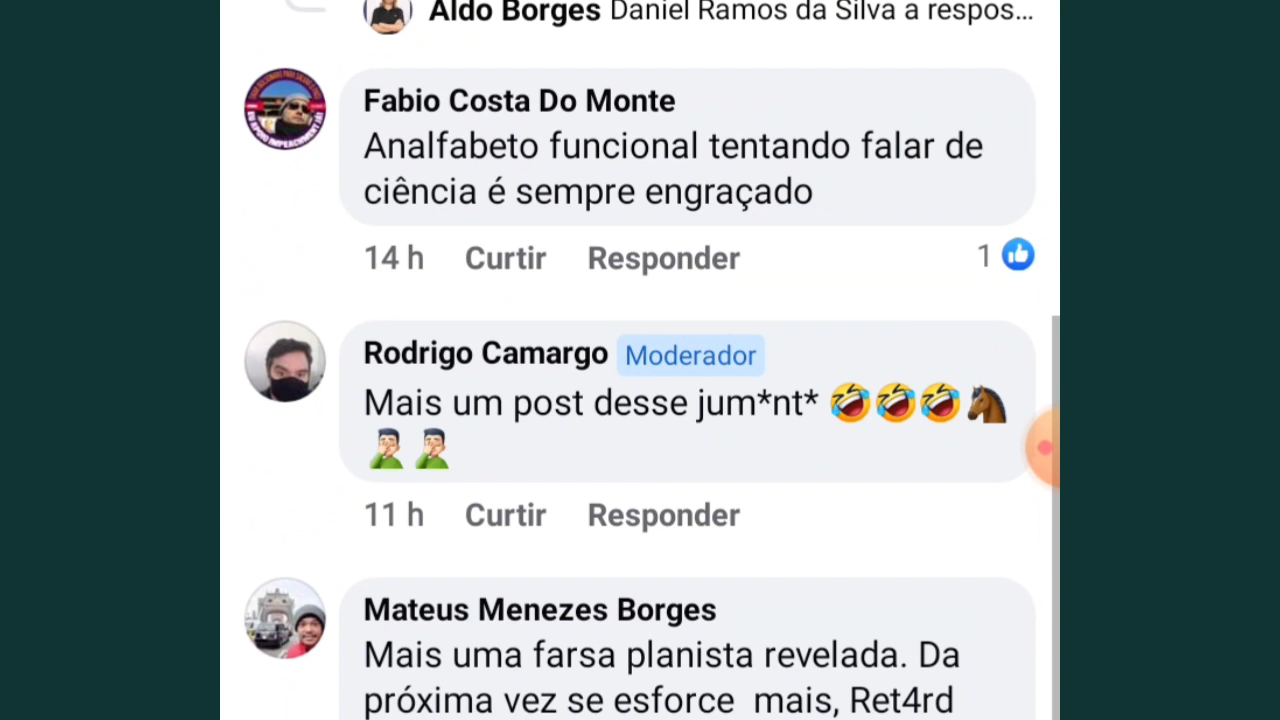 Aldo Borges Daniel Ramos da Silva a respos...
Fabio Costa Do Monte
Analfabeto funcional tentando falar de
ciência é sempre engraçado
14 h Curtir Responder 1
Rodrigo Camargo Moderador
Mais um post desse jum*nt* 🤣🤣🤣🐴
🤦🏻‍♂️🤦🏻‍♂️
11 h Curtir Responder
Mateus Menezes Borges
Mais uma farsa planista revelada. Da
próxima vez se esforce mais, Ret4rd